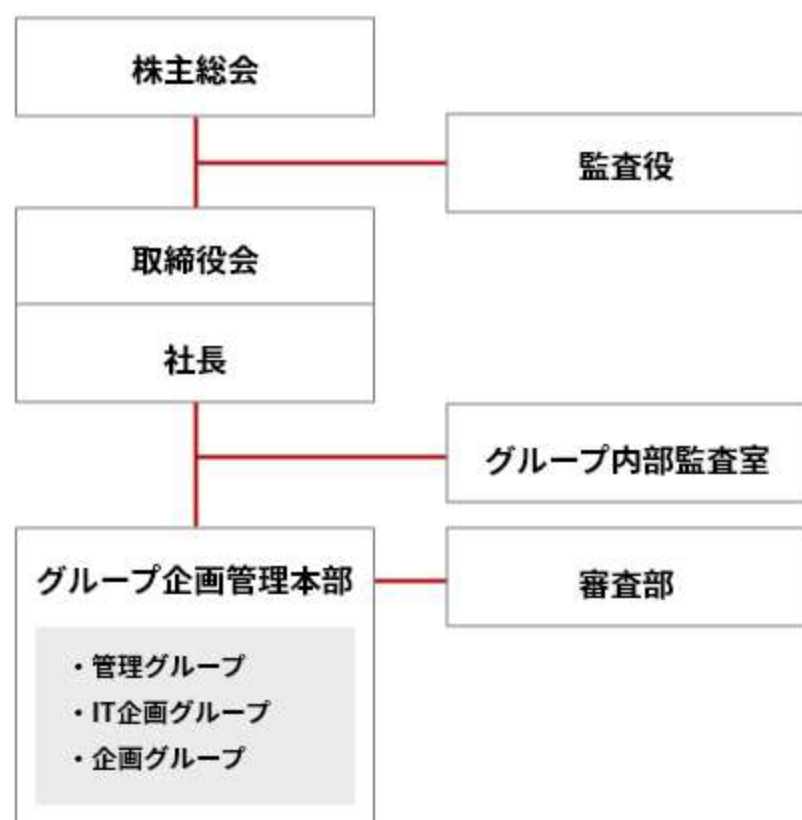 株主総会
監査役
取締役会
社長
グループ内部監査室
グループ企画管理本部
審査部
・管理グループ
・IT企画グループ
・企画グループ